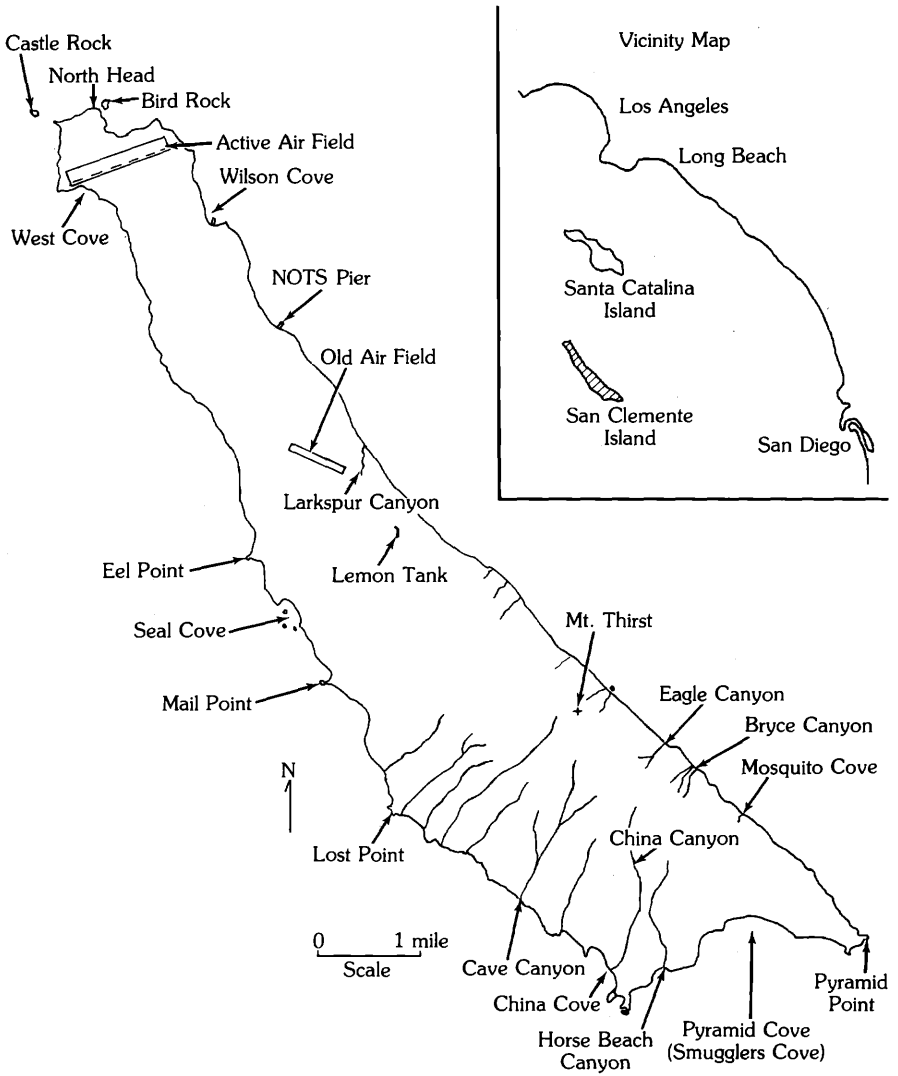 Castle Rock
North Head
Bird Rock
Active Air Field
Wilson Cove
West Cove
NOTS Pier
Old Air Field
Larkspur Canyon
Lemon Tank
Eel Point
Seal Cove
Mail Point
Mt. Thirst
Eagle Canyon
Bryce Canyon
Mosquito Cove
N
Lost Point
China Canyon
0 1 mile
Scale
Cave Canyon
China Cove
Horse Beach
Canyon
Pyramid Cove
(Smugglers Cove)
Pyramid
Point
Vicinity Map
Los Angeles
Long Beach
Santa Catalina
Island
San Clemente
Island
San Diego